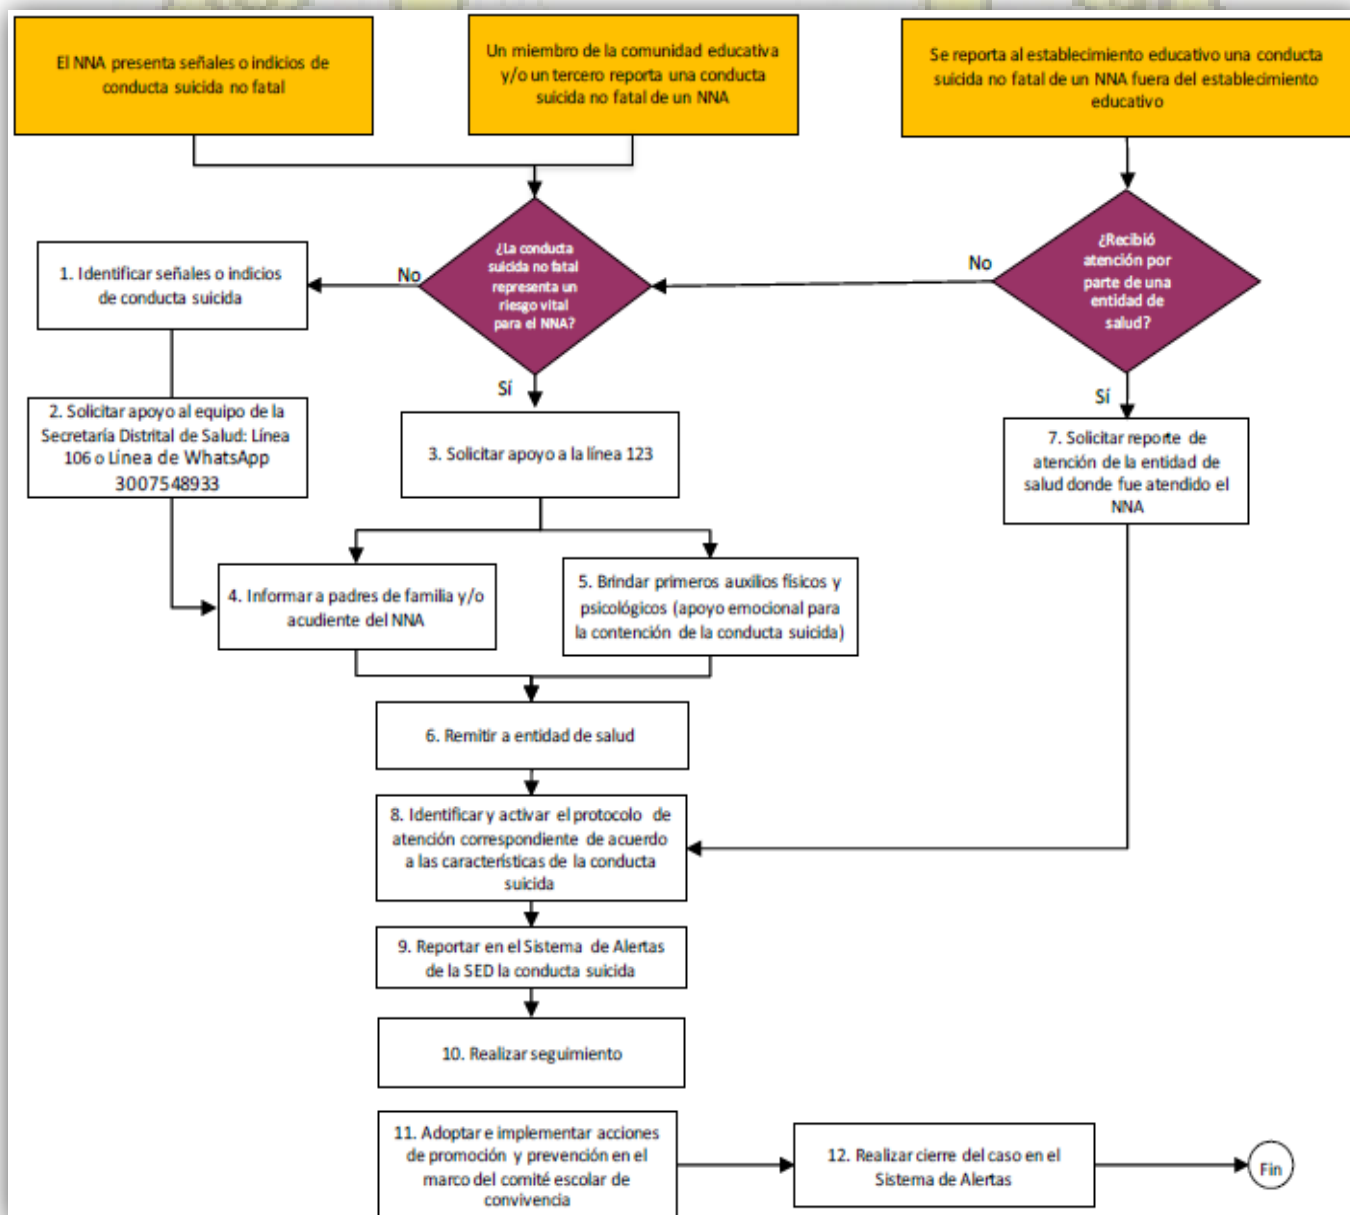 El NNA presenta señales o indicios de
conducta suicida no fatal
Un miembro de la comunidad educativa
y/o un tercero reporta una conducta
suicida no fatal de un NNA
Se reporta al establecimiento educativo una conducta
suicida no fatal de un NNA fuera del establecimiento
educativo
¿La conducta
suicida no fatal
representa un
riesgo vital
para el NNA?
¿Recibió
atención por
parte de una
entidad de
salud?
No
No
Sí
Sí
1. Identificar señales o indicios
de conducta suicida
2. Solicitar apoyo al equipo de la
Secretaría Distrital de Salud: Línea
106 o Línea de WhatsApp
3007548933
3. Solicitar apoyo a la línea 123
7. Solicitar reporte de
atención de la entidad de
salud donde fue atendido el
NNA
4. Informar a padres de familia y/o
acudiente del NNA
5. Brindar primeros auxilios físicos y
psicológicos (apoyo emocional para
la contención de la conducta suicida)
6. Remitir a entidad de salud
8. Identificar y activar el protocolo de
atención correspondiente de acuerdo
a las características de la conducta
suicida
9. Reportar en el Sistema de Alertas
de la SED la conducta suicida
10. Realizar seguimiento
11. Adoptar e implementar acciones
de promoción y prevención en el
marco del comité escolar de
convivencia
12. Realizar cierre del caso en el
Sistema de Alertas
Fin